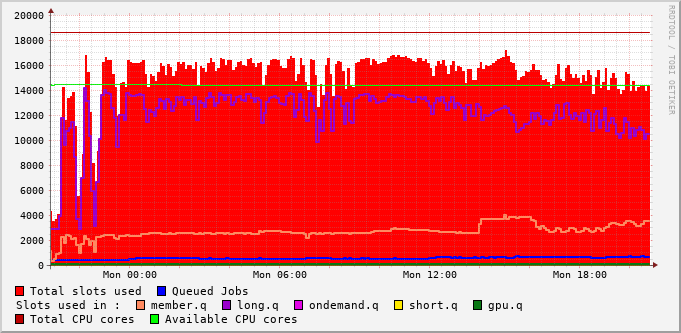 20000
18000
16000
14000
12000
10000
8000
6000
4000
2000
0
Mon 00:00 Mon 06:00 Mon 12:00 Mon 18:00
RRDTOOL / TOBI OETIKER
Total slots used Queued Jobs
Slots used in : member.q long.q ondemand.q short.q gpu.q
Total CPU cores Available CPU cores